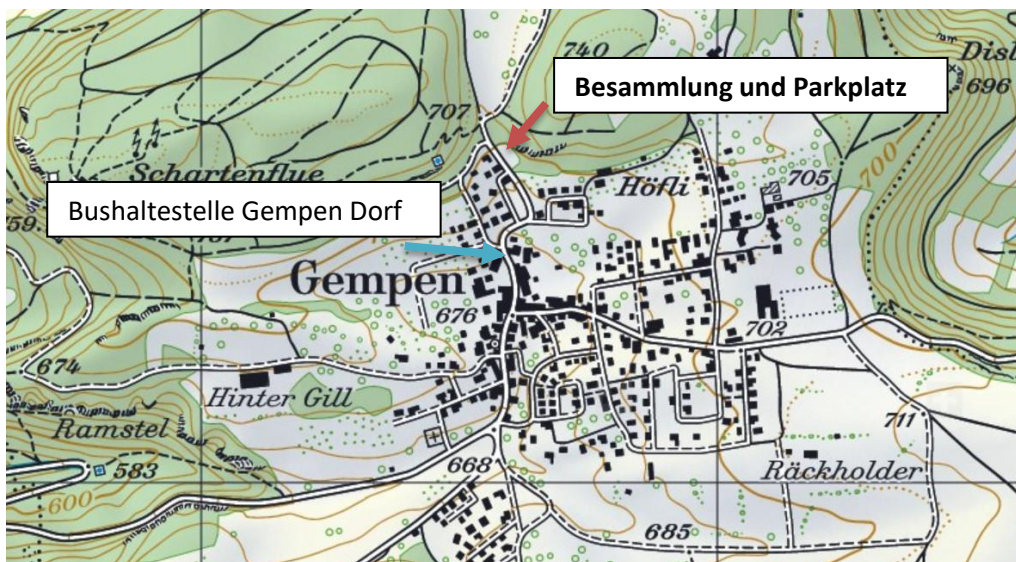 740
Disl
696
Besammlung und Parkplatz
707
Schartenflue
Höfli
705
700
Bushaltestelle Gempen Dorf
59
Gempen
676
702
674
Hinter Gill
Ramstel
711
583
668
Räckholder
600
685